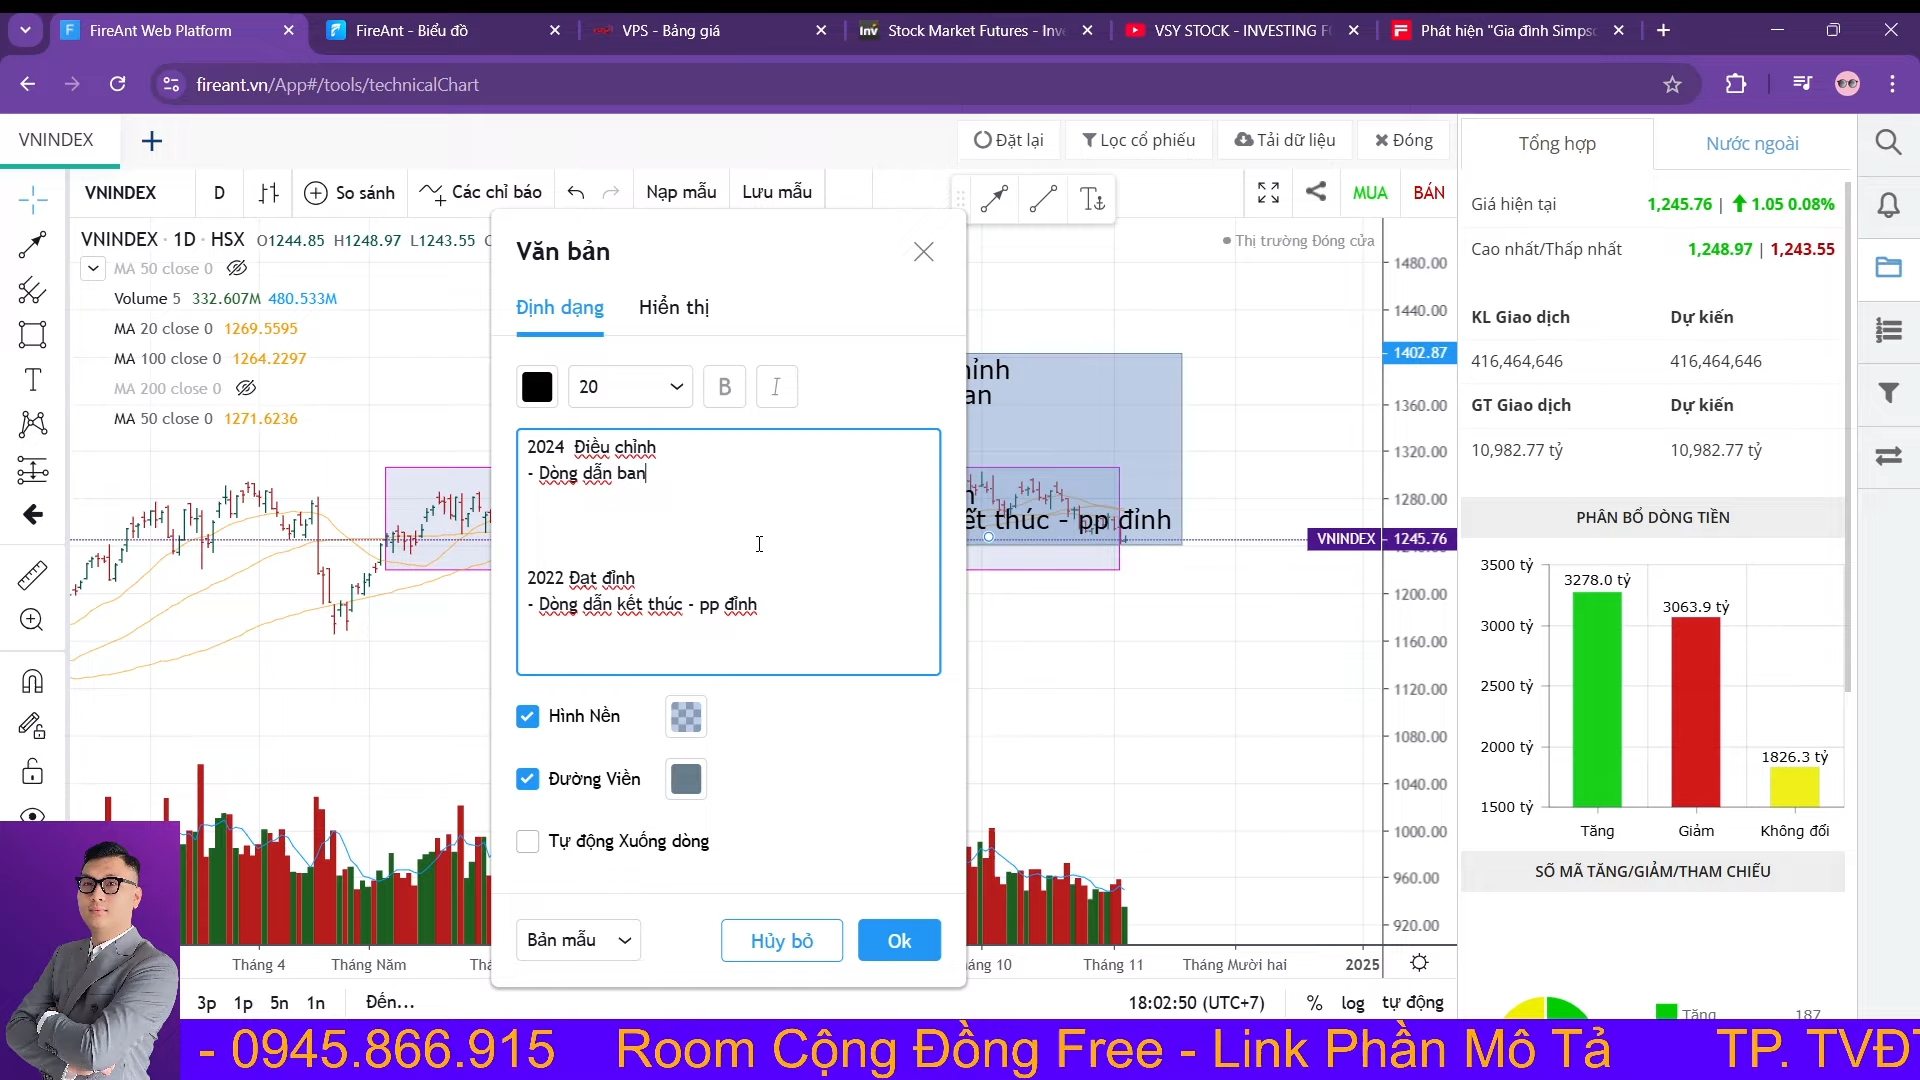 FireAnt Web Platform
FireAnt - Biểu đồ
VPS - Bảng giá
Stock Market Futures - Inve
VSY STOCK - INVESTING F
Phát hiện "Gia đình Simps
fireant.vn/App#/tools/technicalChart
VNINDEX
Đặt lại
Lọc cổ phiếu
Tải dữ liệu
Đóng
VNINDEX
D
So sánh
Các chỉ báo
Nạp mẫu
Lưu mẫu
MUA
BÁN
VNINDEX · 1D · HSX O1244.85 H1248.97 L1243.55
MA 50 close 0
Volume 5 332.607M 480.533M
MA 20 close 0 1269.5595
MA 100 close 0 1264.2297
MA 200 close 0
MA 50 close 0 1271.6236
Thị trường Đóng cửa
Văn bản
Định dạng
Hiển thị
20
B
I
2024 Điều chỉnh
- Dòng dẫn ban
2022 Đạt đỉnh
- Dòng dẫn kết thúc - pp đỉnh
Hình Nền
Đường Viền
Tự động Xuống dòng
Bản mẫu
Hủy bỏ
Ok
ỉnh
an
ết thúc - pp đỉnh
1480.00
1440.00
1402.87
1360.00
1320.00
1280.00
VNINDEX 1245.76
1200.00
1160.00
1120.00
1080.00
1040.00
1000.00
960.00
920.00
Tháng 4
Tháng Năm
Thá
áng 10
Tháng 11
Tháng Mười hai
2025
3p
1p
5n
1n
Đến...
18:02:50 (UTC+7)
%
log
tự động
Tổng hợp
Nước ngoài
Giá hiện tại
1,245.76 | 1.05 0.08%
Cao nhất/Thấp nhất
1,248.97 | 1,243.55
KL Giao dịch
Dự kiến
416,464,646
416,464,646
GT Giao dịch
Dự kiến
10,982.77 tỷ
10,982.77 tỷ
PHÂN BỔ DÒNG TIỀN
3500 tỷ
3000 tỷ
2500 tỷ
2000 tỷ
1500 tỷ
3278.0 tỷ
3063.9 tỷ
1826.3 tỷ
Tăng
Giảm
Không đổi
SỐ MÃ TĂNG/GIẢM/THAM CHIẾU
Tăng
187
- 0945.866.915 Room Cộng Đồng Free - Link Phần Mô Tả TP. TVĐT